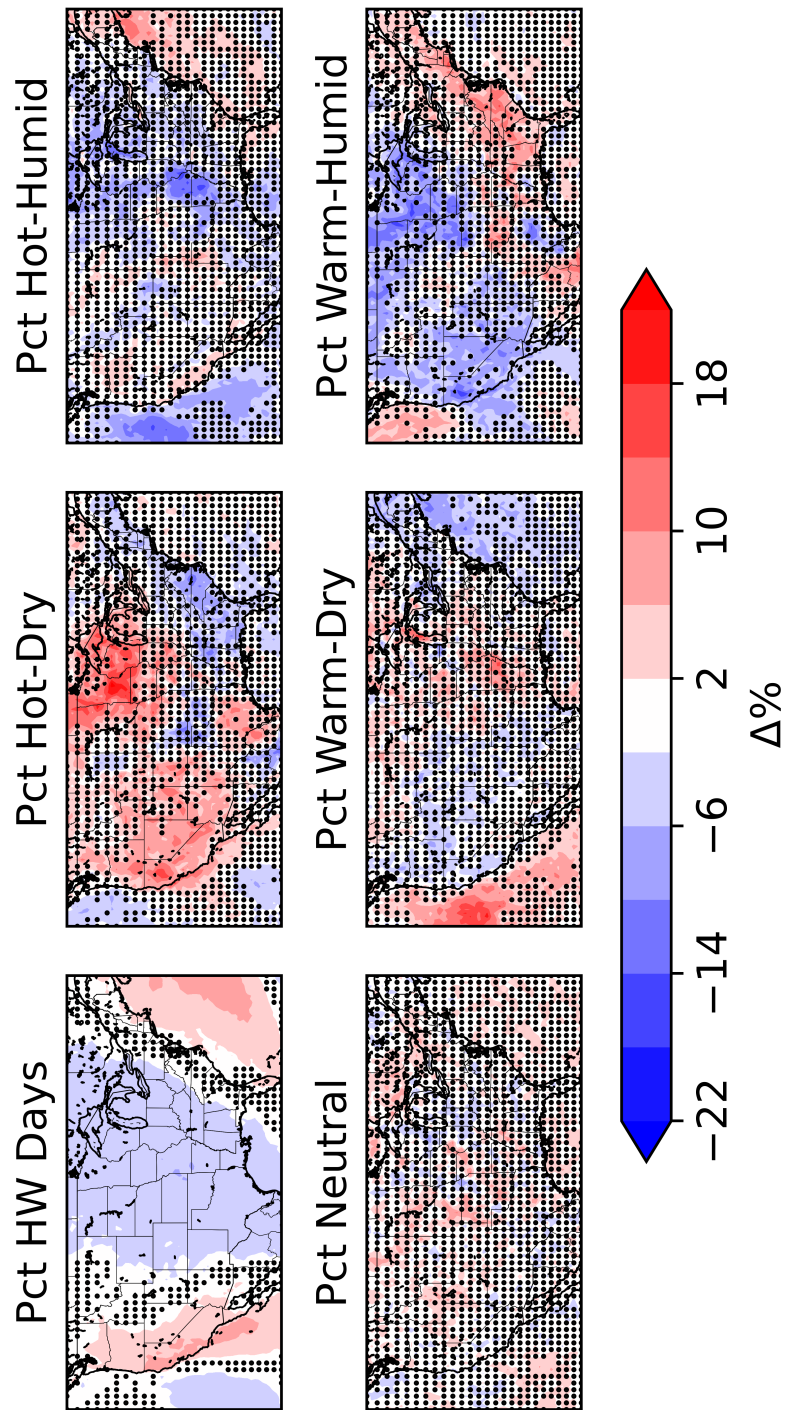 Pct HW Days
Pct Hot-Dry
Pct Hot-Humid
Pct Neutral
Pct Warm-Dry
Pct Warm-Humid
−22
−14
−6
2
10
18
Δ%